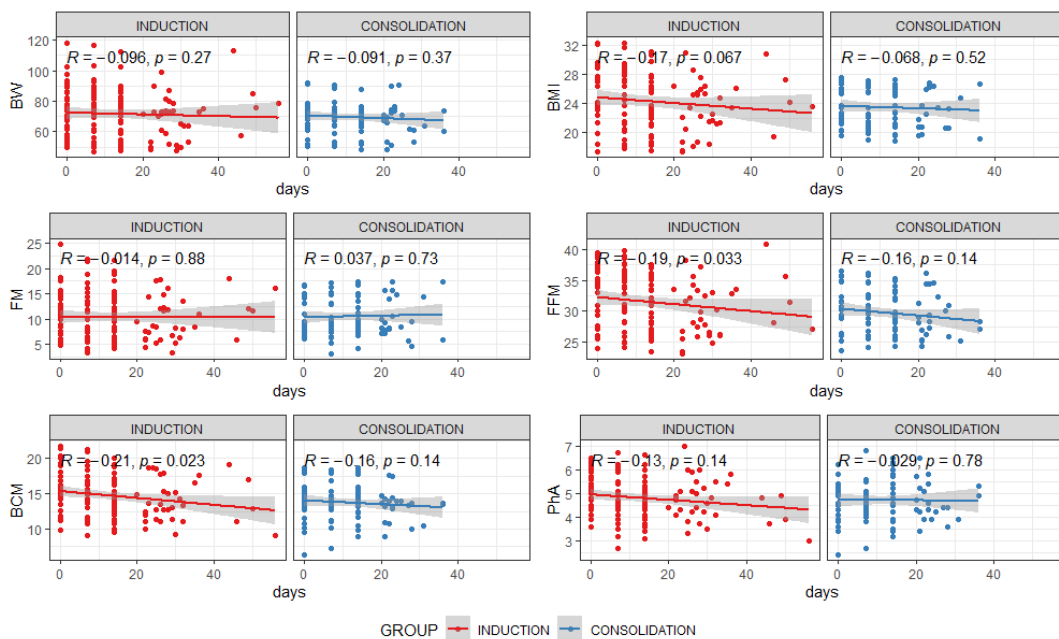 INDUCTION CONSOLIDATION INDUCTION CONSOLIDATION
R = −0.096, p = 0.27 R = −0.091, p = 0.37 R = −0.17, p = 0.067 R = −0.068, p = 0.52
BW 120 100 80 60 BMI 32 28 24 20
0 20 40 0 20 40 0 20 40 0 20 40
days days
INDUCTION CONSOLIDATION INDUCTION CONSOLIDATION
R = −0.014, p = 0.88 R = 0.037, p = 0.73 R = −0.19, p = 0.033 R = −0.16, p = 0.14
FM 25 20 15 10 5 FFM 40 35 30 25
0 20 40 0 20 40 0 20 40 0 20 40
days days
INDUCTION CONSOLIDATION INDUCTION CONSOLIDATION
R = −0.21, p = 0.023 R = −0.16, p = 0.14 R = −0.13, p = 0.14 R = −0.029, p = 0.78
BCM 20 15 10 PhA 7 6 5 4 3
0 20 40 0 20 40 0 20 40 0 20 40
days days
GROUP INDUCTION CONSOLIDATION